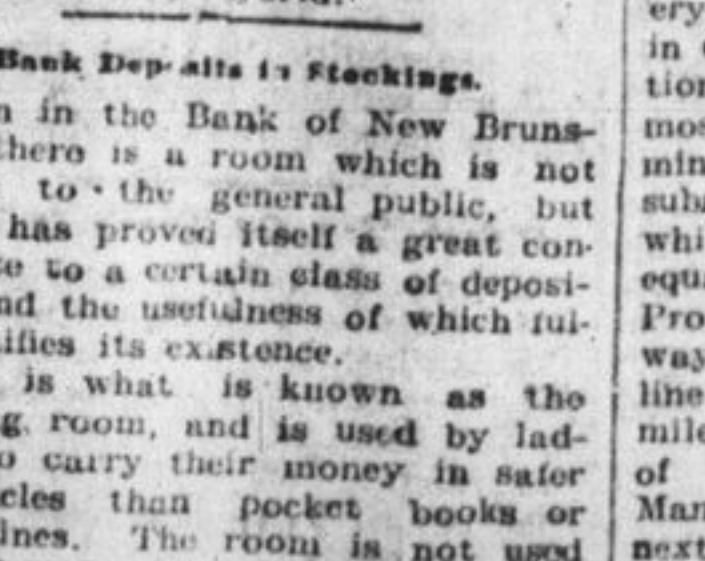 Bank Deposits in Stockings.
n in the Bank of New Bruns-
there is a room which is not
to the general public, but
has proved itself a great con-
ce to a certain class of deposi-
nd the usefulness of which ful-
ifies its existence.
is what is known as the
g room, and is used by lad-
o carry their money in safer
cles than pocket books or
ines. The room is not used
ery
in
tion
mos
min
sub
whi
equ
Pro
way
line
mile
of
Man
next